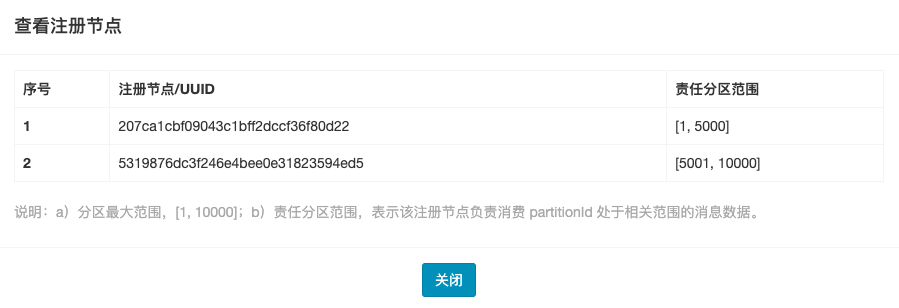 查看注册节点
序号 注册节点/UUID 责任分区范围
1 207ca1cbf09043c1bff2dccf36f80d22 [1, 5000]
2 5319876dc3f246e4bee0e31823594ed5 [5001, 10000]
说明：a）分区最大范围，[1, 10000]；b）责任分区范围，表示该注册节点负责消费 partitionId 处于相关范围的消息数据。
关闭